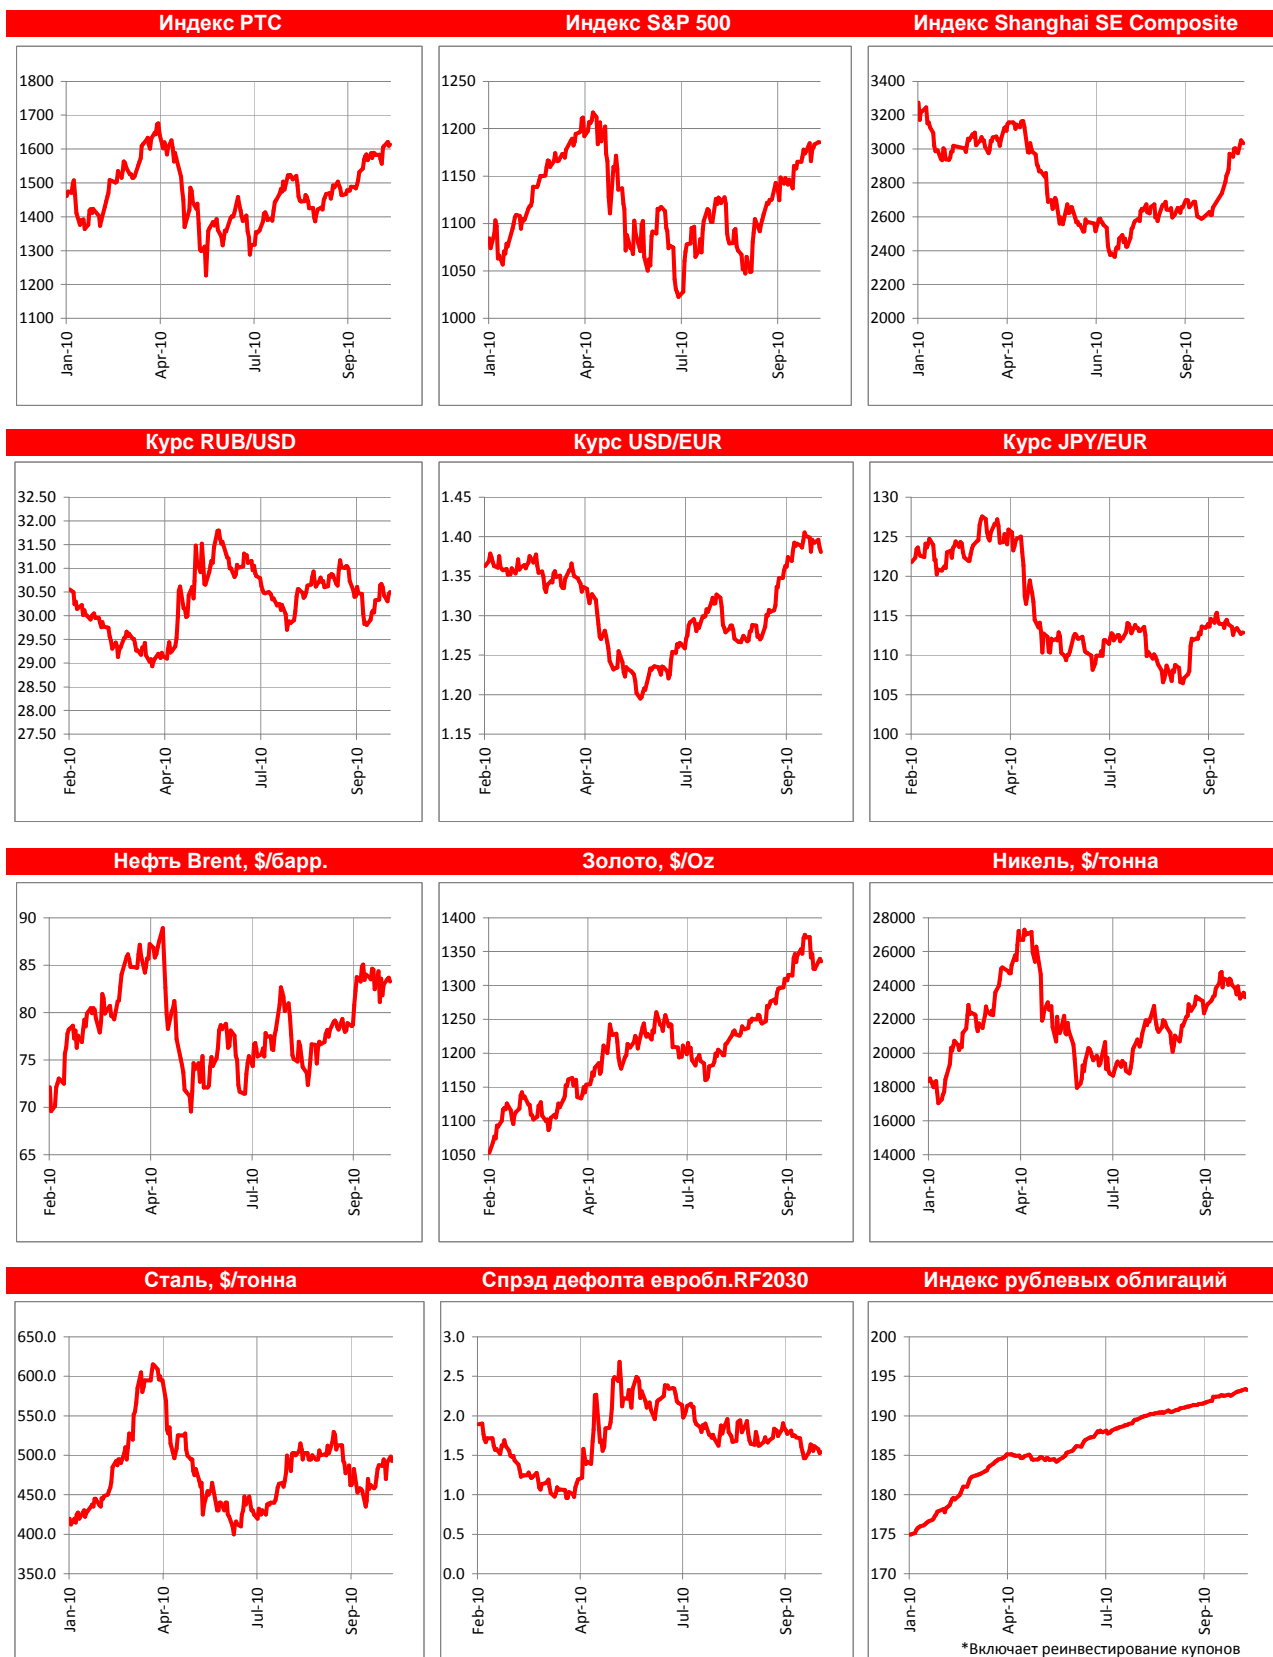 Индекс РТС
Индекс S&P 500
Индекс Shanghai SE Composite
1800
1700
1600
1500
1400
1300
1200
1100
Jan-10
Apr-10
Jul-10
Sep-10
1250
1200
1150
1100
1050
1000
Jan-10
Apr-10
Jul-10
Sep-10
3400
3200
3000
2800
2600
2400
2200
2000
Jan-10
Apr-10
Jun-10
Sep-10
Курс RUB/USD
Курс USD/EUR
Курс JPY/EUR
32.50
32.00
31.50
31.00
30.50
30.00
29.50
29.00
28.50
28.00
27.50
Feb-10
Apr-10
Jul-10
Sep-10
1.45
1.40
1.35
1.30
1.25
1.20
1.15
Feb-10
Apr-10
Jul-10
Sep-10
130
125
120
115
110
105
100
Feb-10
Apr-10
Jul-10
Sep-10
Нефть Brent, $/барр.
Золото, $/Oz
Никель, $/тонна
90
85
80
75
70
65
Feb-10
Apr-10
Jul-10
Sep-10
1400
1350
1300
1250
1200
1150
1100
1050
Feb-10
Apr-10
Jul-10
Sep-10
28000
26000
24000
22000
20000
18000
16000
14000
Jan-10
Apr-10
Jul-10
Sep-10
Сталь, $/тонна
Спрэд дефолта евробл.RF2030
Индекс рублевых облигаций
650.0
600.0
550.0
500.0
450.0
400.0
350.0
Jan-10
Apr-10
Jul-10
Sep-10
3.0
2.5
2.0
1.5
1.0
0.5
0.0
Feb-10
Apr-10
Jul-10
Sep-10
200
195
190
185
180
175
170
Jan-10
Apr-10
Jul-10
Sep-10
*Включает реинвестирование купонов